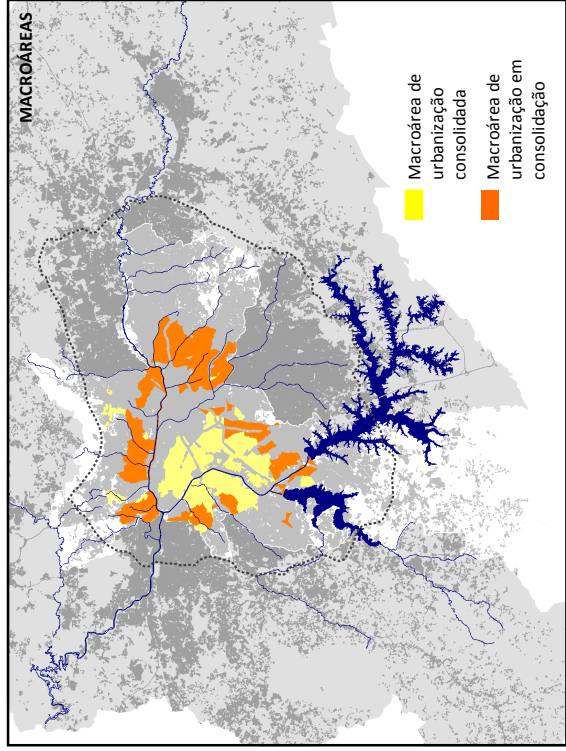 MACROÁREAS
Macroárea de
urbanização
consolidada
Macroárea de
urbanização em
consolidação